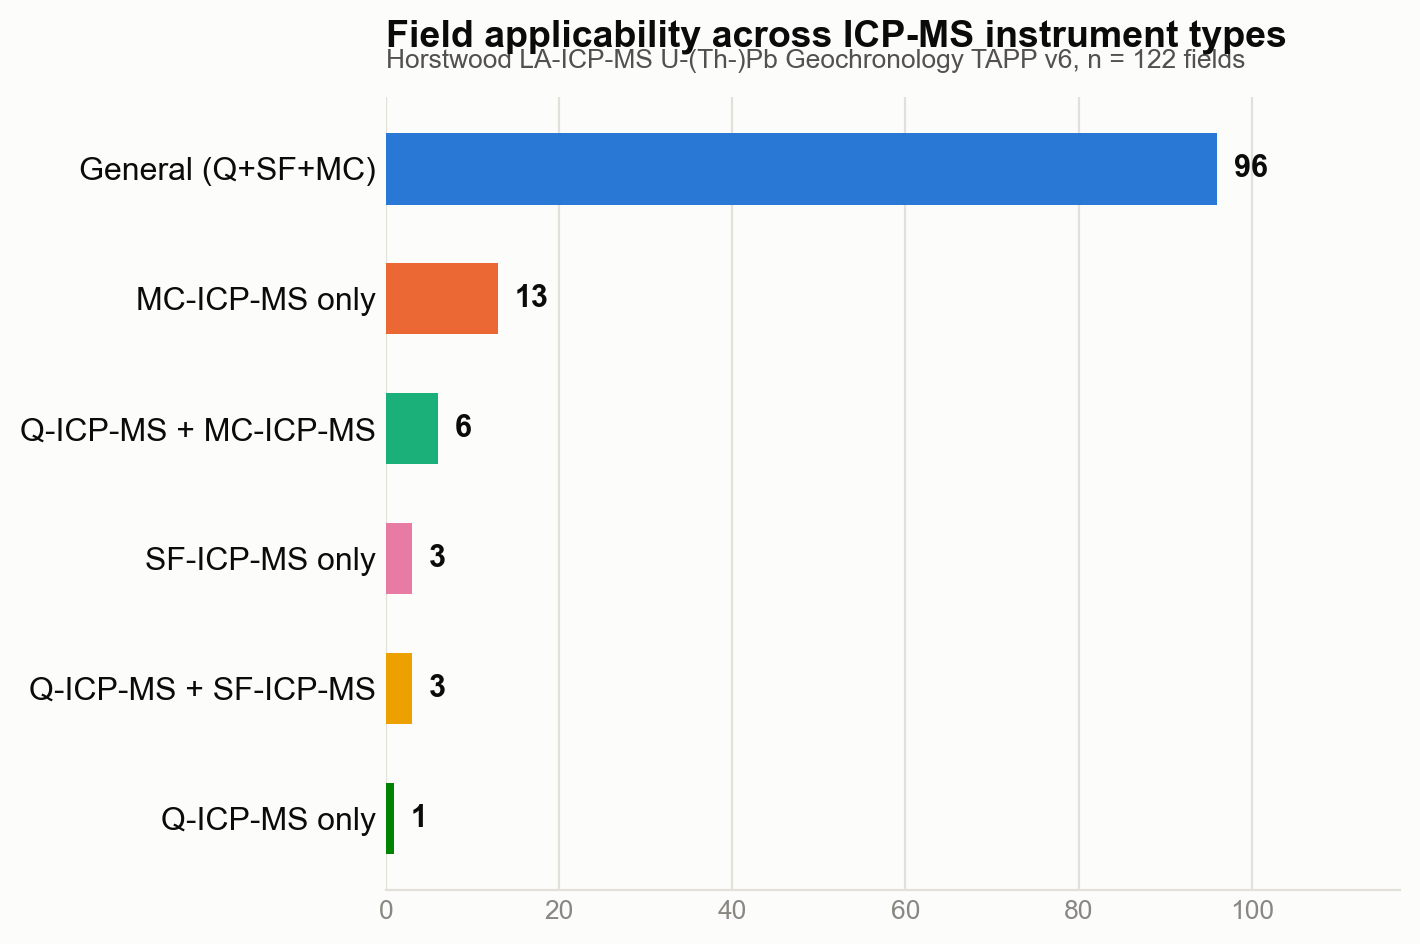 Field applicability across ICP-MS instrument types
Horstwood LA-ICP-MS U-(Th-)Pb Geochronology TAPP v6, n = 122 fields
General (Q+SF+MC)
96
MC-ICP-MS only
13
Q-ICP-MS + MC-ICP-MS
6
SF-ICP-MS only
3
Q-ICP-MS + SF-ICP-MS
3
Q-ICP-MS only
1
0 20 40 60 80 100